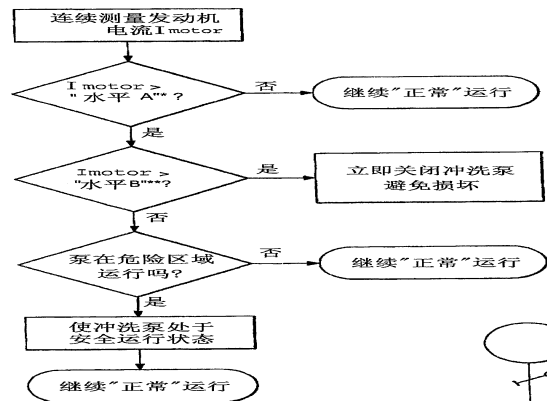 连续测量发动机
电流Imotor
Imotor>
"水平 A"*?
否
继续"正常"运行
是
Imotor>
"水平B"**?
是
立即关闭冲洗泵
避免损坏
否
泵在危险区域
运行吗?
否
继续"正常"运行
是
使冲洗泵处于
安全运行状态
继续"正常"运行